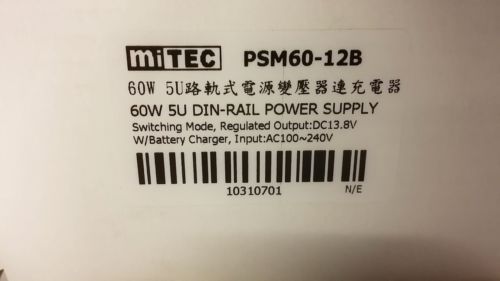 miTEC PSM60-12B
60W 5U路軌式電源變壓器連充電器
60W 5U DIN-RAIL POWER SUPPLY
Switching Mode, Regulated Output:DC13.8V
W/Battery Charger, Input:AC100~240V
10310701 N/E